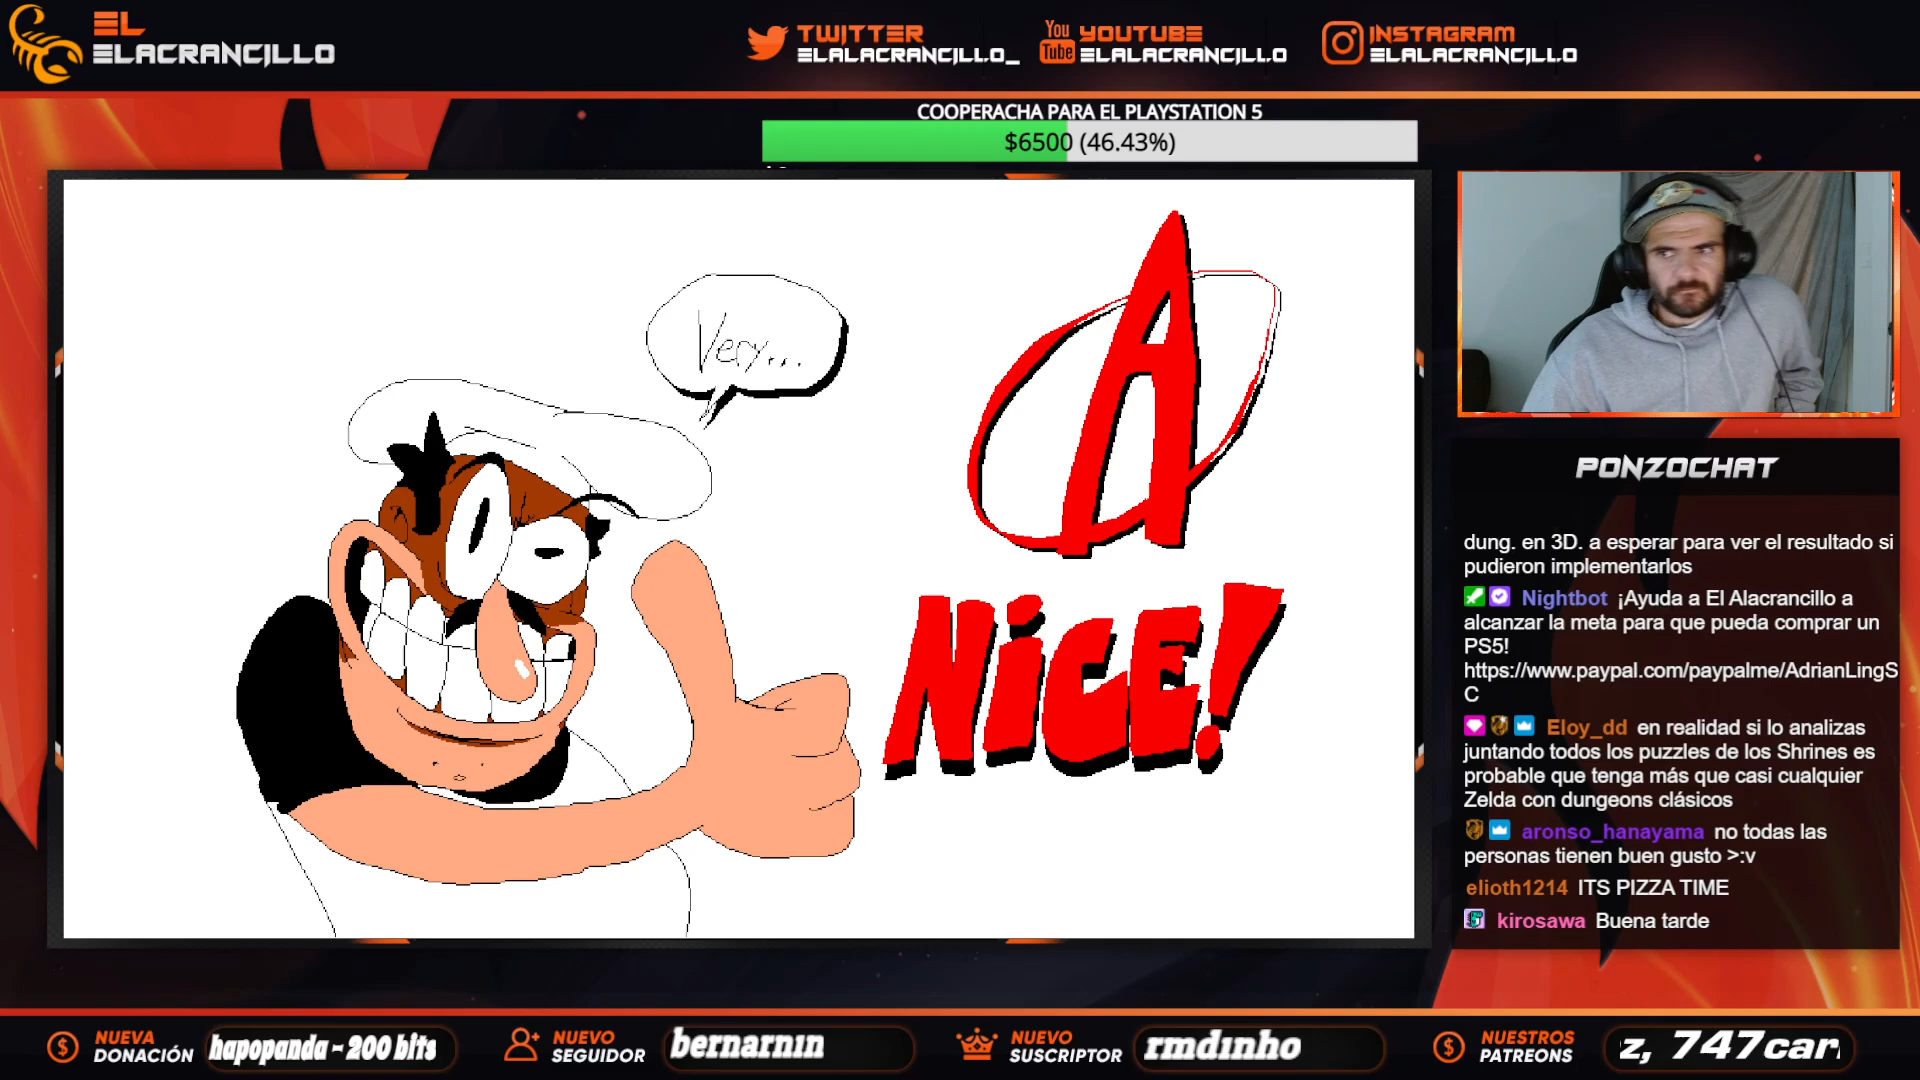 EL
ELACRANCILLO
TWITTER
ELALACRANCILLO_
You
Tube
YOUTUBE
ELALACRANCILLO
INSTAGRAM
ELALACRANCILLO
COOPERACHA PARA EL PLAYSTATION 5
$6500 (46.43%)
Very...
A
NiCE!
PONZOCHAT
dung. en 3D. a esperar para ver el resultado si
pudieron implementarlos
Nightbot ¡Ayuda a El Alacrancillo a
alcanzar la meta para que pueda comprar un
PS5!
https://www.paypal.com/paypalme/AdrianLingS
C
Eloy_dd en realidad si lo analizas
juntando todos los puzzles de los Shrines es
probable que tenga más que casi cualquier
Zelda con dungeons clásicos
aronso_hanayama no todas las
personas tienen buen gusto >:v
elioth1214 ITS PIZZA TIME
kirosawa Buena tarde
NUEVA
DONACIÓN
hapopanda - 200 bits
NUEVO
SEGUIDOR
bernarnin
NUEVO
SUSCRIPTOR
rmdinho
NUESTROS
PATREONS
z, 747carl